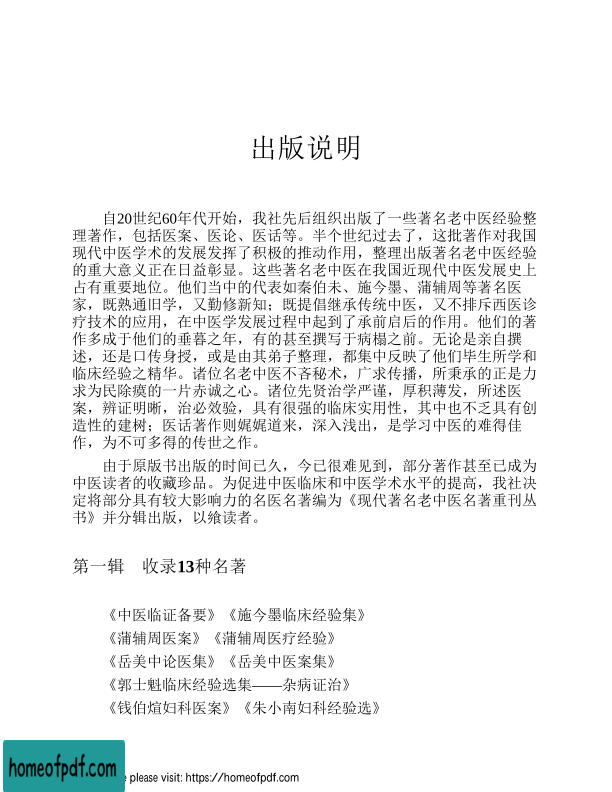 出版说明
自20世纪60年代开始，我社先后组织出版了一些著名老中医经验整
理著作，包括医案、医论、医话等。半个世纪过去了，这批著作对我国
现代中医学术的发展发挥了积极的推动作用，整理出版著名老中医经验
的重大意义正在日益彰显。这些著名老中医在我国近现代中医发展史上
占有重要地位。他们当中的代表如秦伯未、施今墨、蒲辅周等著名医
家，既熟通旧学，又勤修新知；既提倡继承传统中医，又不排斥西医诊
疗技术的应用，在中医学发展过程中起到了承前启后的作用。他们的著
作多成于他们的垂暮之年，有的甚至撰写于病榻之前。无论是亲自撰
述，还是口传身授，或是由其弟子整理，都集中反映了他们毕生所学和
临床经验之精华。诸位名老中医不吝秘术，广求传播，所秉承的正是力
求为民除瘼的一片赤诚之心。诸位先贤治学严谨，厚积薄发，所述医
案，辨证明晰，治必效验，具有很强的临床实用性，其中也不乏具有创
造性的建树；医话著作则娓娓道来，深入浅出，是学习中医的难得佳
作，为不可多得的传世之作。
由于原版书出版的时间已久，今已很难见到，部分著作甚至已成为
中医读者的收藏珍品。为促进中医临床和中医学术水平的提高，我社决
定将部分具有较大影响力的名医名著编为《现代著名老中医名著重刊丛
书》并分辑出版，以飨读者。
第一辑　收录13种名著
《中医临证备要》《施今墨临床经验集》
《蒲辅周医案》《蒲辅周医疗经验》
《岳美中论医集》《岳美中医案集》
《郭士魁临床经验选集——杂病证治》
《钱伯煊妇科医案》《朱小南妇科经验选》
homeofpdf.com
please visit: https://homeofpdf.com